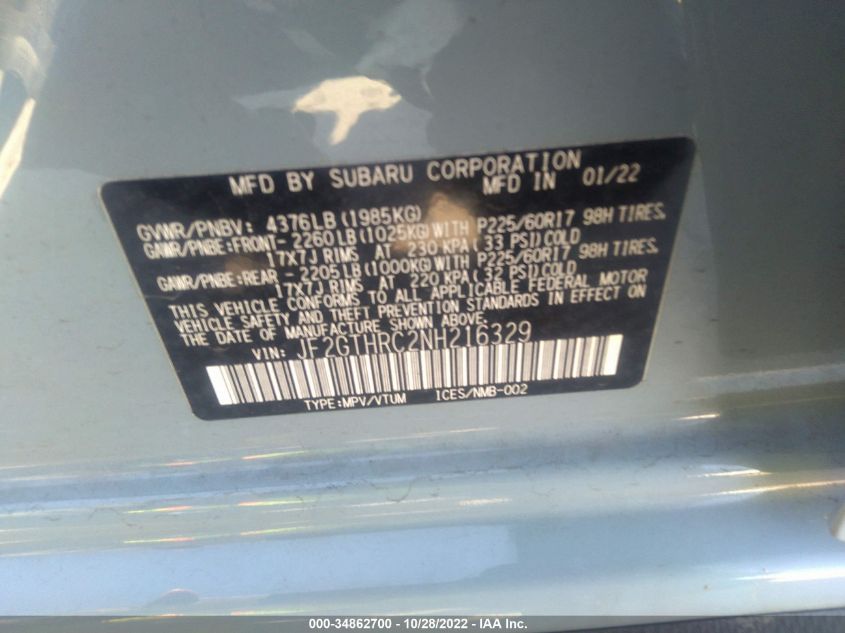 MFD BY SUBARU CORPORATION
MFD IN 01/22
GVWR/PNBV: 4376LB(1985KG)
GAWR/PNBE:FRONT- 2260LB(1025KG)WITH P225/60R17 98H TIRES,
17X7J RIMS AT 230 KPA( 33 PSI)COLD
GAWR/PNBE:REAR - 2205LB(1000KG)WITH P225/60R17 98H TIRES,
17X7J RIMS AT 220 KPA( 32 PSI)COLD
THIS VEHICLE CONFORMS TO ALL APPLICABLE FEDERAL MOTOR
VEHICLE SAFETY AND THEFT PREVENTION STANDARDS IN EFFECT ON
THE DATE OF MANUFACTURE SHOWN ABOVE.
VIN: JF2GTHRC2NH216329
TYPE:MPV/VTUM ICES/NMB-002
000-34862700 - 10/28/2022 - IAA Inc.